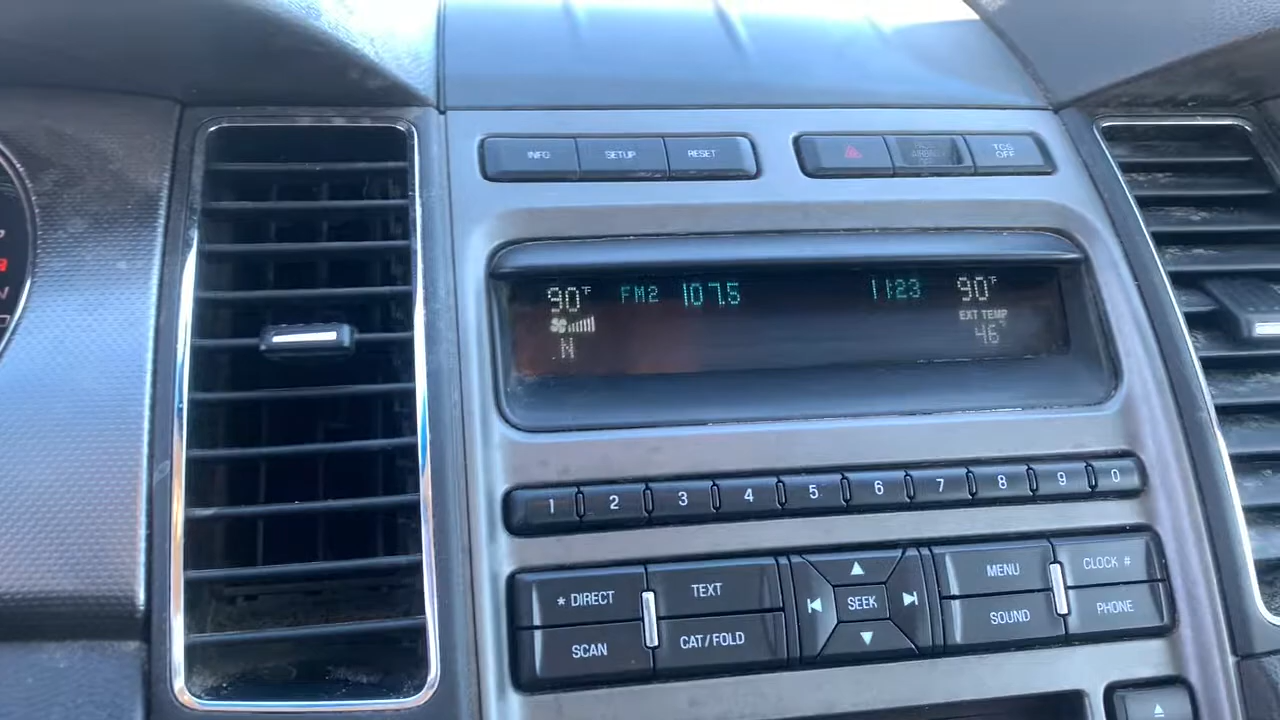 INFO SETUP RESET TCS OFF
90°F FM2 107.5 11:23 90°F
EXT TEMP
N 46°
1 2 3 4 5 6 7 8 9 0
* DIRECT TEXT SEEK MENU CLOCK #
SCAN CAT/FOLD SOUND PHONE